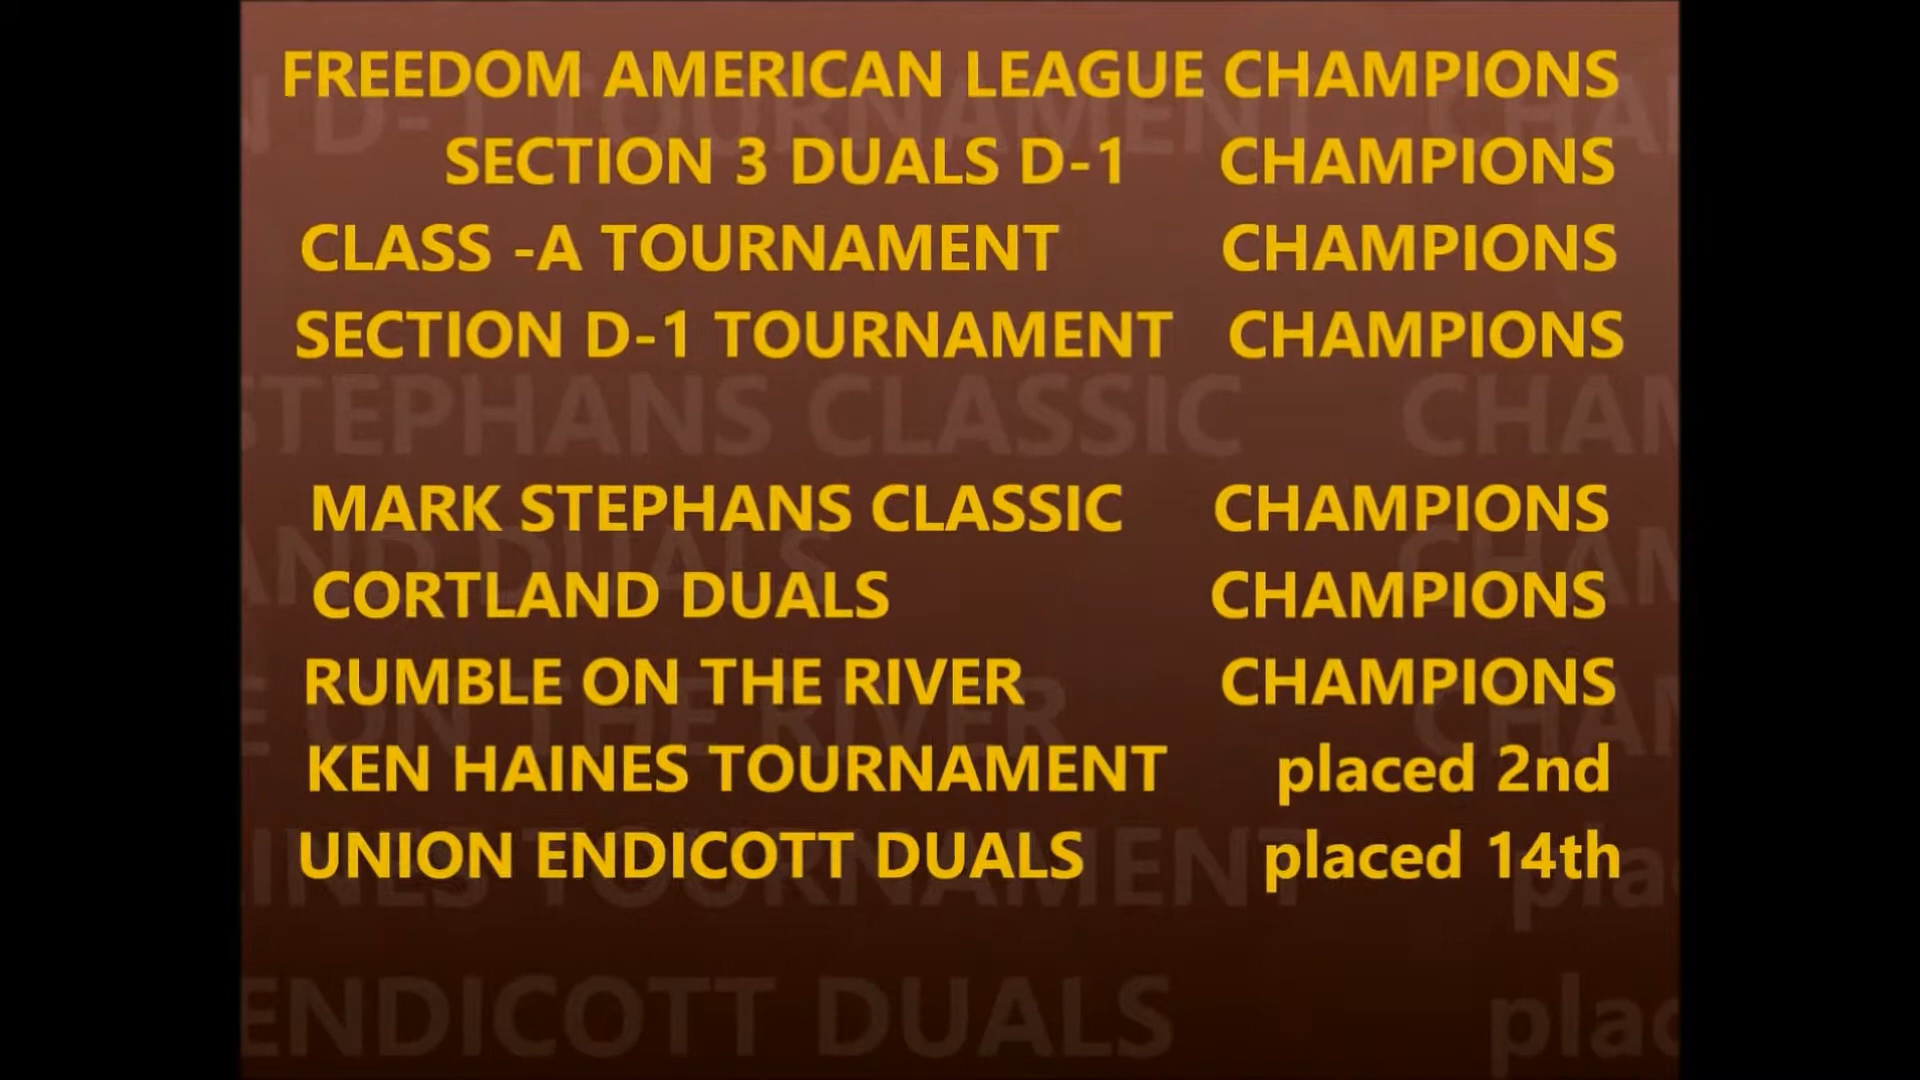 FREEDOM AMERICAN LEAGUE CHAMPIONS
SECTION 3 DUALS D-1 CHAMPIONS
CLASS -A TOURNAMENT CHAMPIONS
SECTION D-1 TOURNAMENT CHAMPIONS
MARK STEPHANS CLASSIC CHAMPIONS
CORTLAND DUALS CHAMPIONS
RUMBLE ON THE RIVER CHAMPIONS
KEN HAINES TOURNAMENT placed 2nd
UNION ENDICOTT DUALS placed 14th